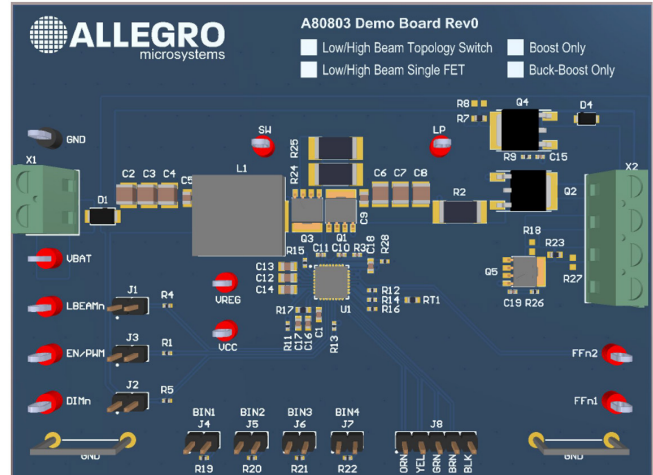 ALLEGRO
microsystems
A80803 Demo Board Rev0
Low/High Beam Topology Switch
Boost Only
Low/High Beam Single FET
Buck-Boost Only
GND
SW
LP
R8
R7
Q4
D4
R9
C15
X1
D1
C2
C3
C4
C5
L1
R25
R24
C6
C7
C8
C9
R2
Q2
X2
Q3
Q1
R15
C11
C10
R3
C18
R28
C13
C12
C14
U1
R18
R23
Q5
R27
C19
R26
VBAT
VREG
LBEAMn
J1
R4
R12
R14
R16
RT1
R17
R11
C17
C16
C1
R13
VCC
EN/PWM
J3
R1
FFn2
DIMn
J2
R5
FFn1
GND
BIN1
BIN2
BIN3
BIN4
J4
J5
J6
J7
J8
R19
R20
R21
R22
ORN
YEL
GRN
BRN
BLK
GND